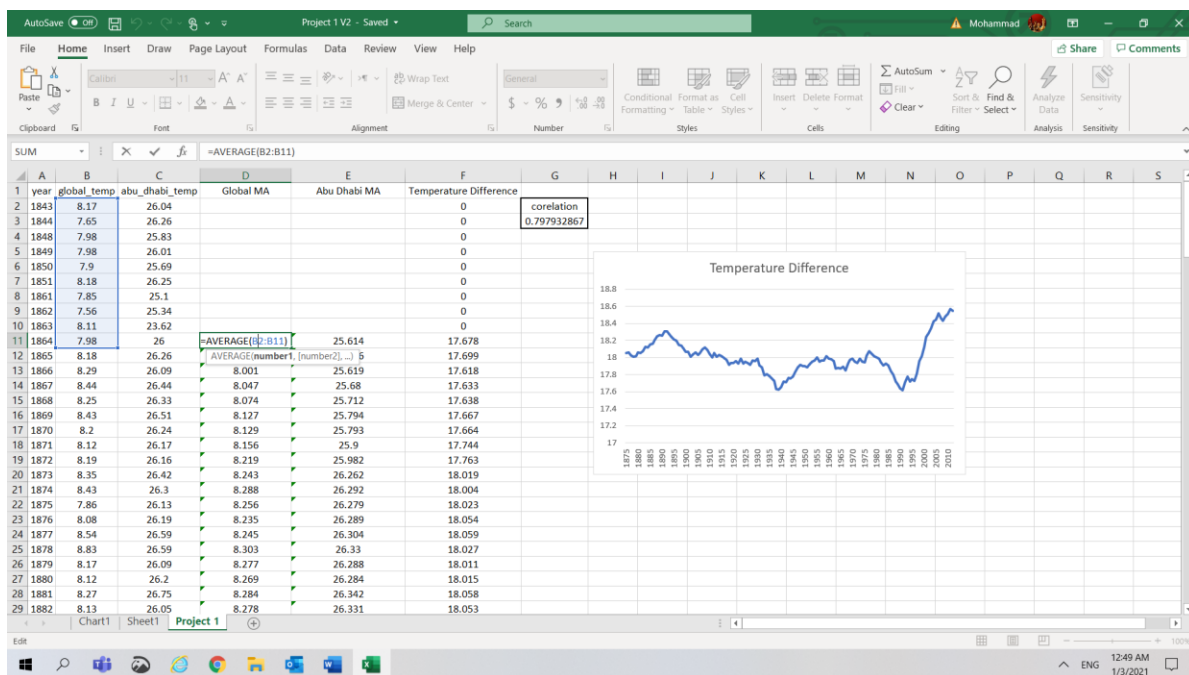 AutoSave Off Project 1 V2 - Saved Search Mohammad
File Home Insert Draw Page Layout Formulas Data Review View Help Share Comments
Paste Calibri 11 Wrap Text General Conditional Formatting Format as Table Cell Styles Insert Delete Format AutoSum Fill Clear Sort & Filter Find & Select Analyze Data Sensitivity
B I U A Merge & Center $ % 9
Clipboard Font Alignment Number Styles Cells Editing Analysis Sensitivity
SUM fx =AVERAGE(B2:B11)
A B C D E F G H I J K L M N O P Q R S
1 year global_temp abu_dhabi_temp Global MA Abu Dhabi MA Temperature Difference
2 1843 8.17 26.04 0 corelation
3 1844 7.65 26.26 0 0.797932867
4 1848 7.98 25.83 0
5 1849 7.98 26.01 0
6 1850 7.9 25.69 0
7 1851 8.18 26.25 0
8 1861 7.85 25.1 0
9 1862 7.56 25.34 0
10 1863 8.11 23.62 0
11 1864 7.98 26 =AVERAGE(B2:B11) 25.614 17.678
12 1865 8.18 26.26 AVERAGE(number1, [number2], ...) 6 17.699
13 1866 8.29 26.09 8.001 25.619 17.618
14 1867 8.44 26.44 8.047 25.68 17.633
15 1868 8.25 26.33 8.074 25.712 17.638
16 1869 8.43 26.51 8.127 25.794 17.667
17 1870 8.2 26.24 8.129 25.793 17.664
18 1871 8.12 26.17 8.156 25.9 17.744
19 1872 8.19 26.16 8.219 25.982 17.763
20 1873 8.35 26.42 8.243 26.262 18.019
21 1874 8.43 26.3 8.288 26.292 18.004
22 1875 7.86 26.13 8.256 26.279 18.023
23 1876 8.08 26.19 8.235 26.289 18.054
24 1877 8.54 26.59 8.245 26.304 18.059
25 1878 8.83 26.59 8.303 26.33 18.027
26 1879 8.17 26.09 8.277 26.288 18.011
27 1880 8.12 26.2 8.269 26.284 18.015
28 1881 8.27 26.75 8.284 26.342 18.058
29 1882 8.13 26.05 8.278 26.331 18.053
Temperature Difference
18.8
18.6
18.4
18.2
18
17.8
17.6
17.4
17.2
17
1875 1880 1885 1890 1895 1900 1905 1910 1915 1920 1925 1930 1935 1940 1945 1950 1955 1960 1965 1970 1975 1980 1985 1990 1995 2000 2005 2010
Chart1 Sheet1 Project 1
Edit 100%
ENG 12:49 AM
1/3/2021